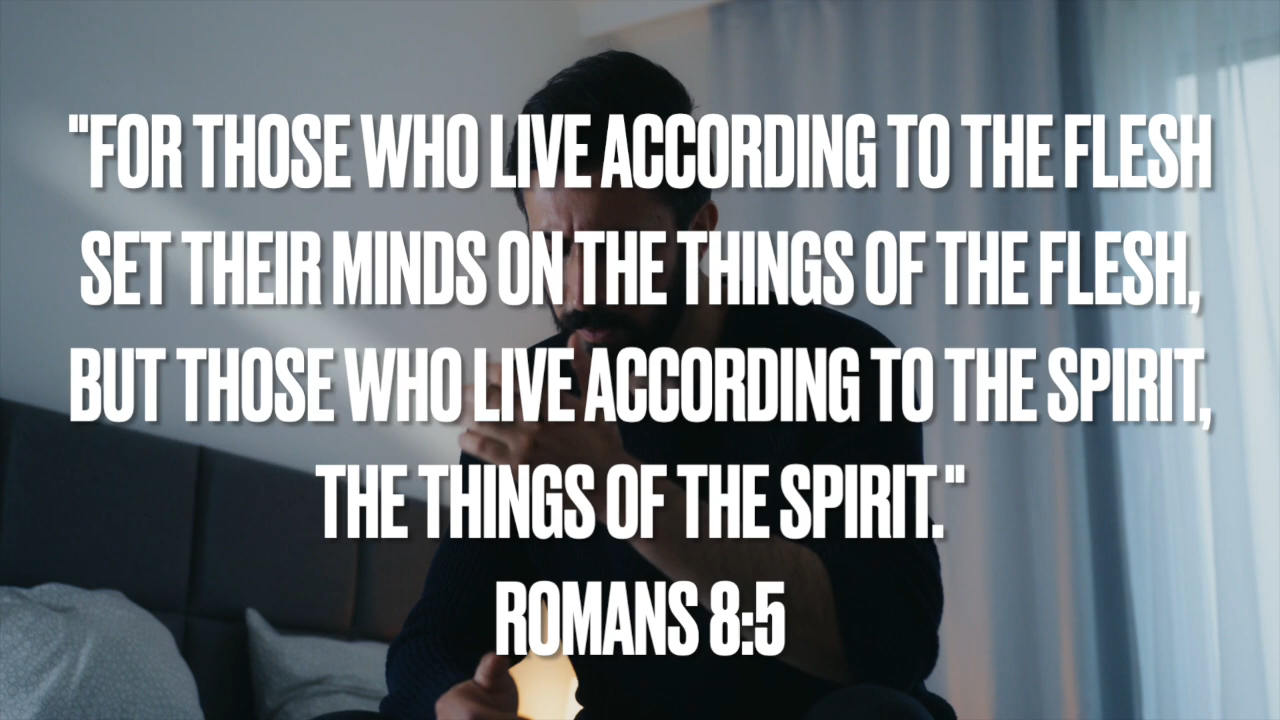 "FOR THOSE WHO LIVE ACCORDING TO THE FLESH
SET THEIR MINDS ON THE THINGS OF THE FLESH,
BUT THOSE WHO LIVE ACCORDING TO THE SPIRIT,
THE THINGS OF THE SPIRIT."
ROMANS 8:5